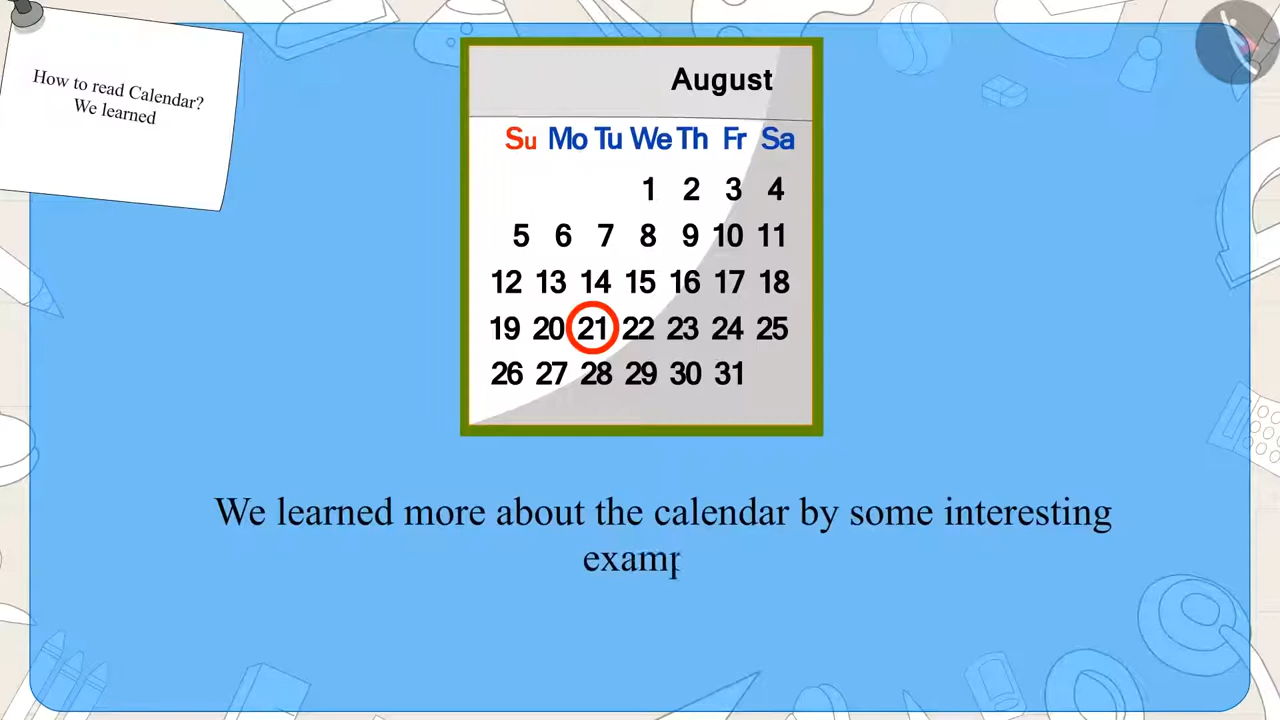 How to read Calendar?
We learned
August
Su Mo Tu We Th Fr Sa
1 2 3 4
5 6 7 8 9 10 11
12 13 14 15 16 17 18
19 20 21 22 23 24 25
26 27 28 29 30 31
We learned more about the calendar by some interesting
examp